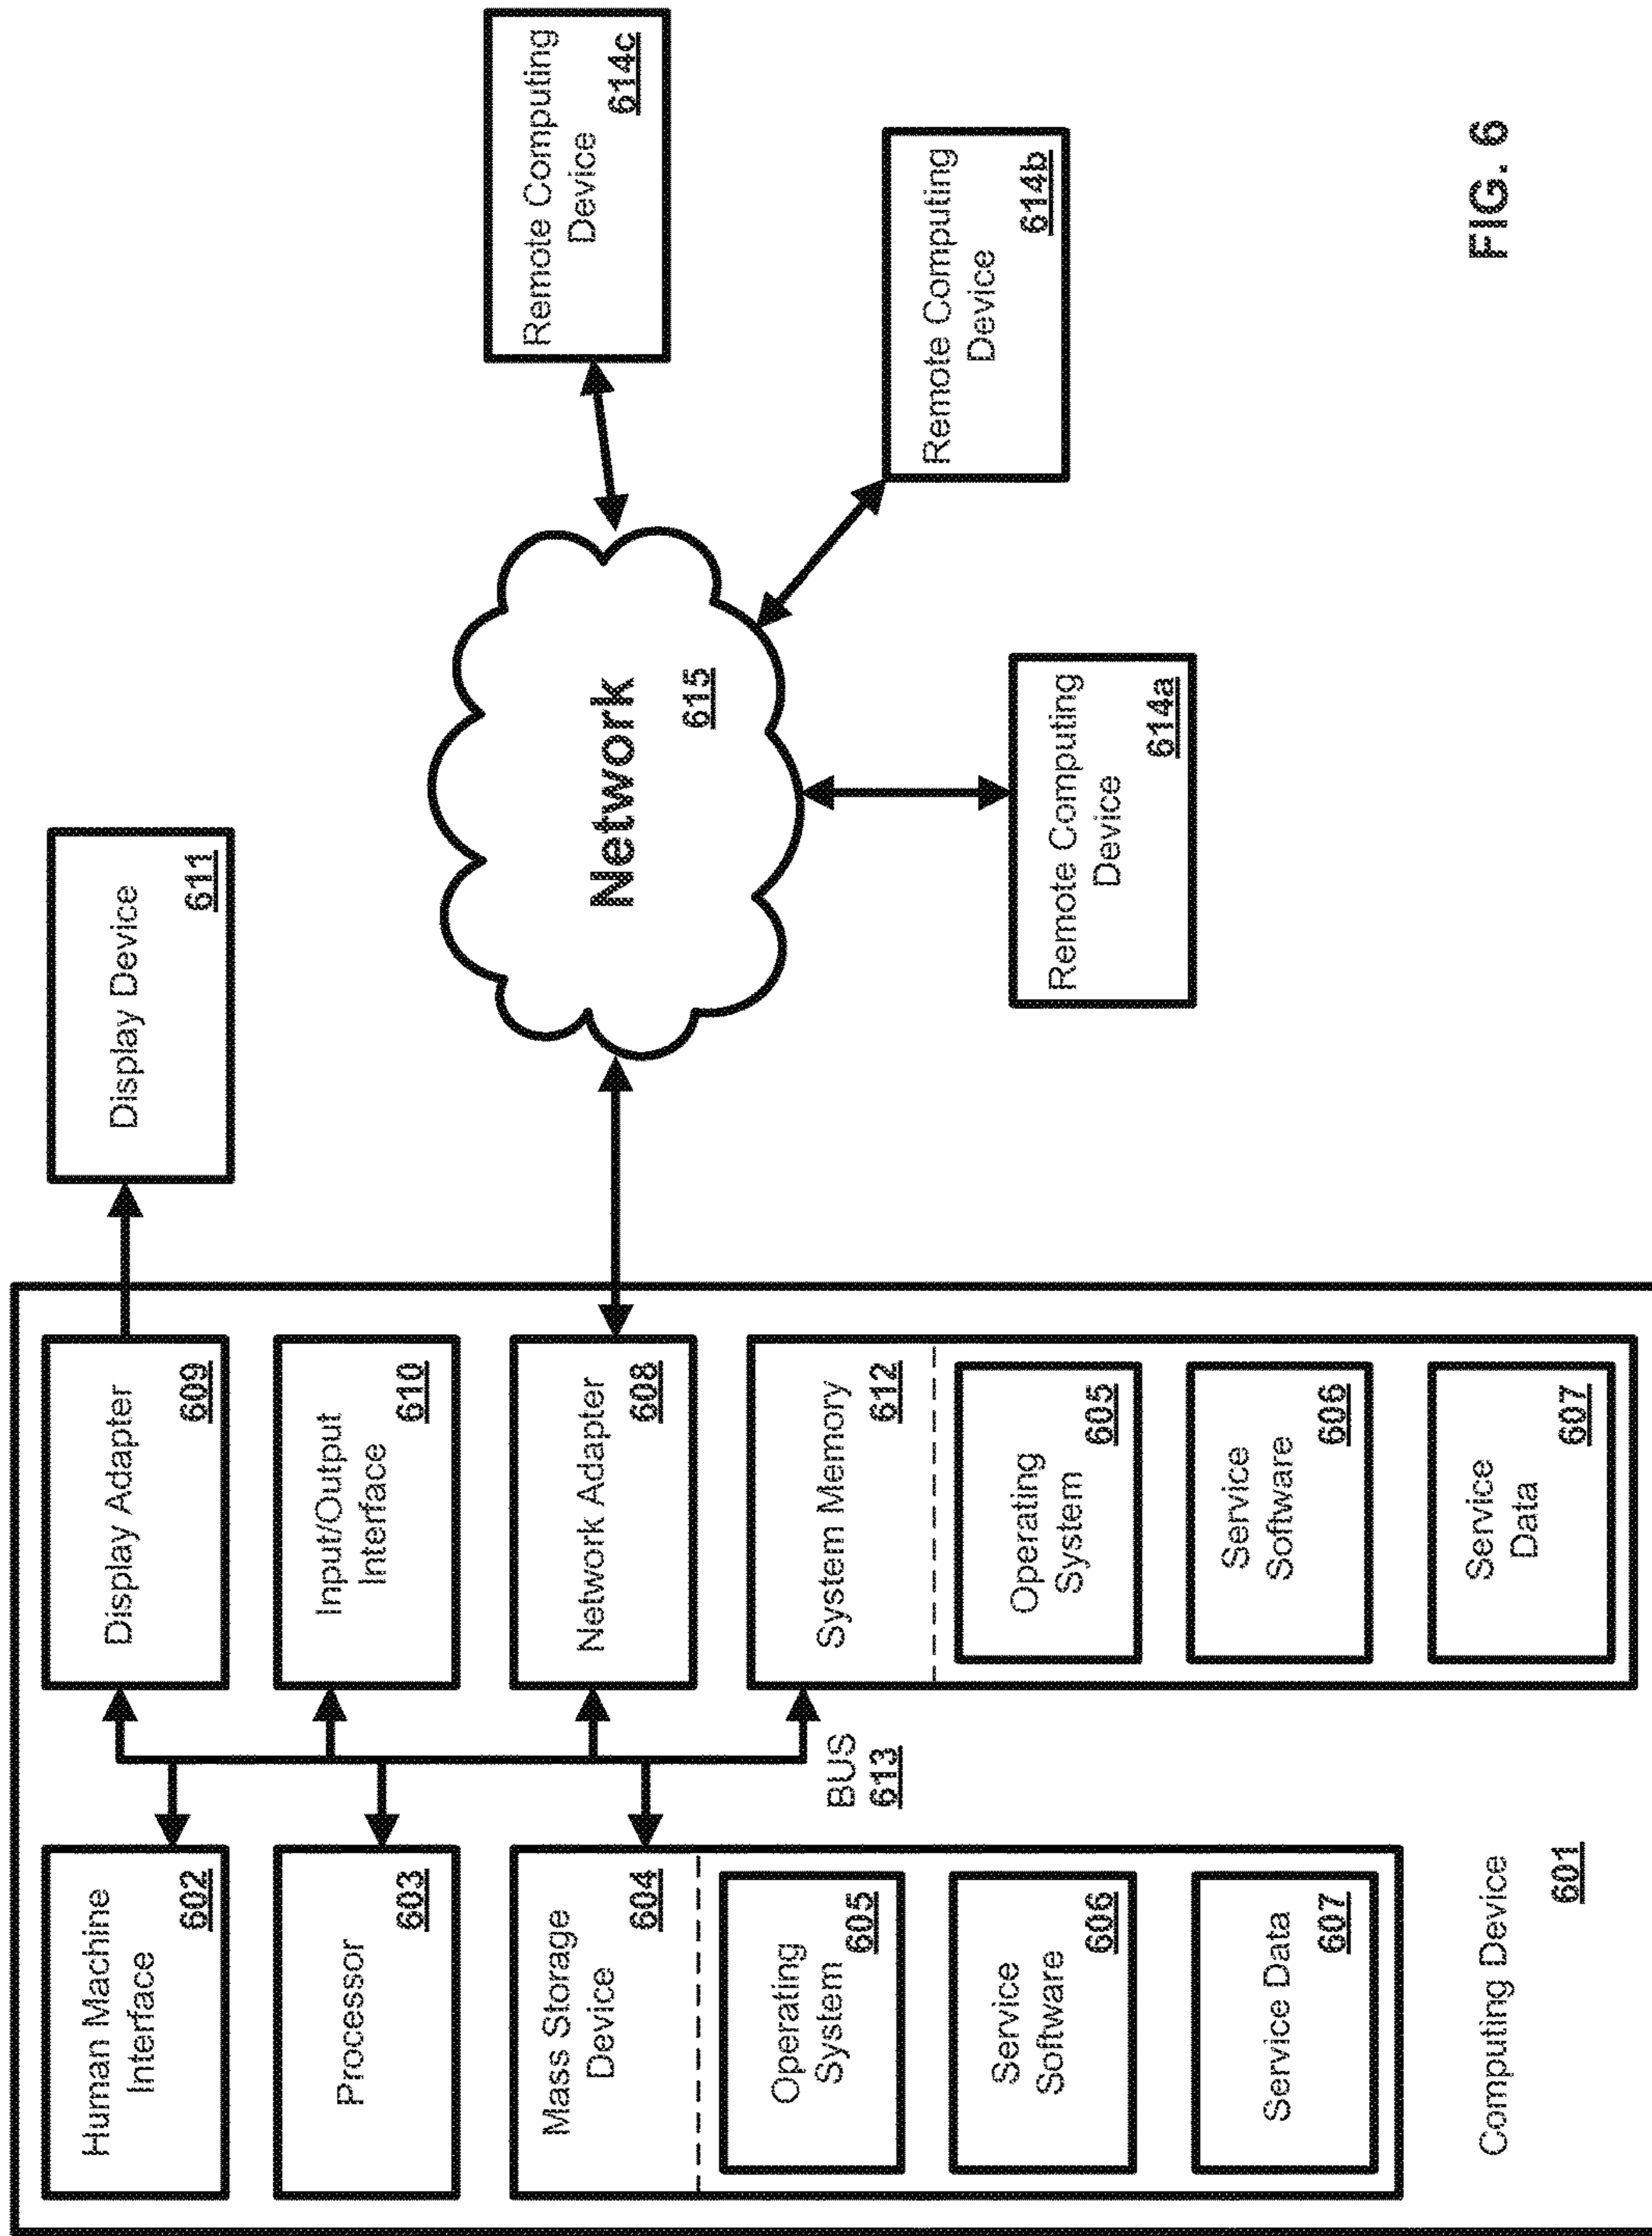 Human Machine
Interface
602
Processor
603
Mass Storage
Device
604
Operating
System
605
Service
Software
606
Service Data
607
Computing Device
601
BUS
613
Display Adapter
609
Input/Output
Interface
610
Network Adapter
608
System Memory
612
Operating
System
605
Service
Software
606
Service
Data
607
Display Device
611
Network
615
Remote Computing
Device
614a
Remote Computing
Device
614b
Remote Computing
Device
614c
FIG. 6